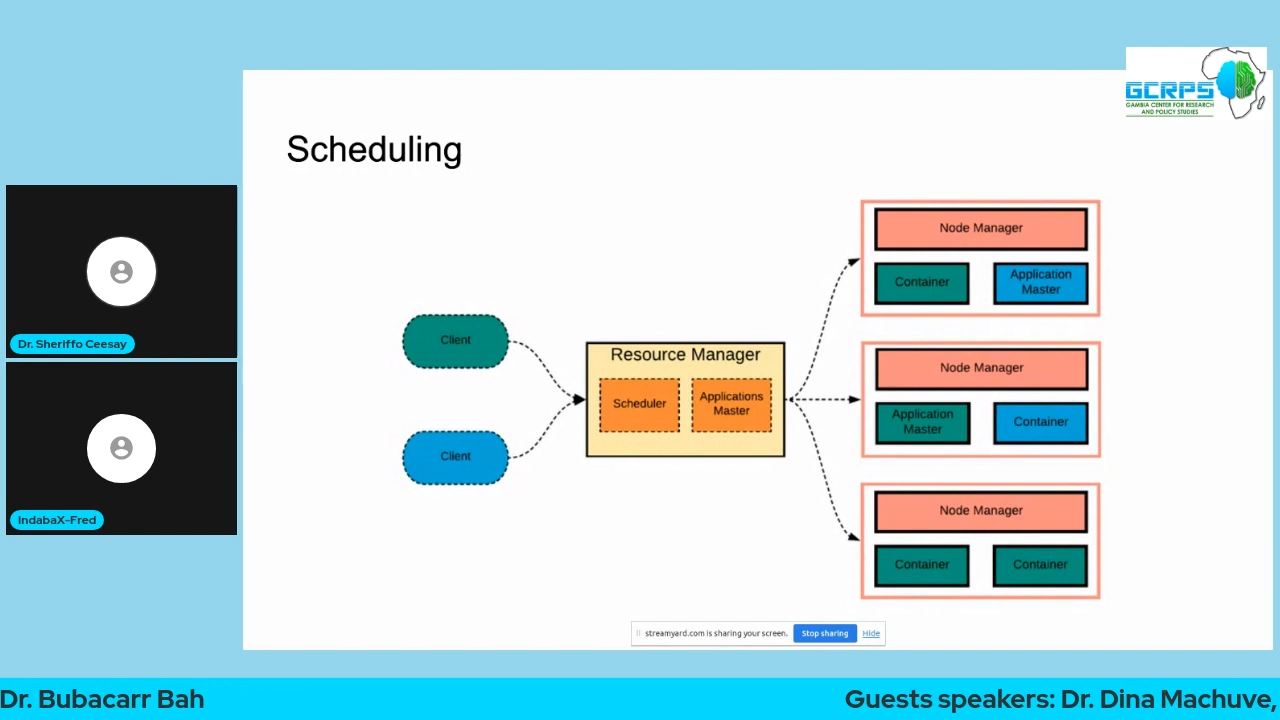 GCRPS
GAMBIA CENTER FOR RESEARCH
AND POLICY STUDIES
Scheduling
Dr. Sheriffo Ceesay
IndabaX-Fred
Client
Client
Resource Manager
Scheduler
Applications
Master
Node Manager
Container
Application
Master
Node Manager
Application
Master
Container
Node Manager
Container
Container
streamyard.com is sharing your screen.
Stop sharing
Hide
Dr. Bubacarr Bah
Guests speakers: Dr. Dina Machuve,